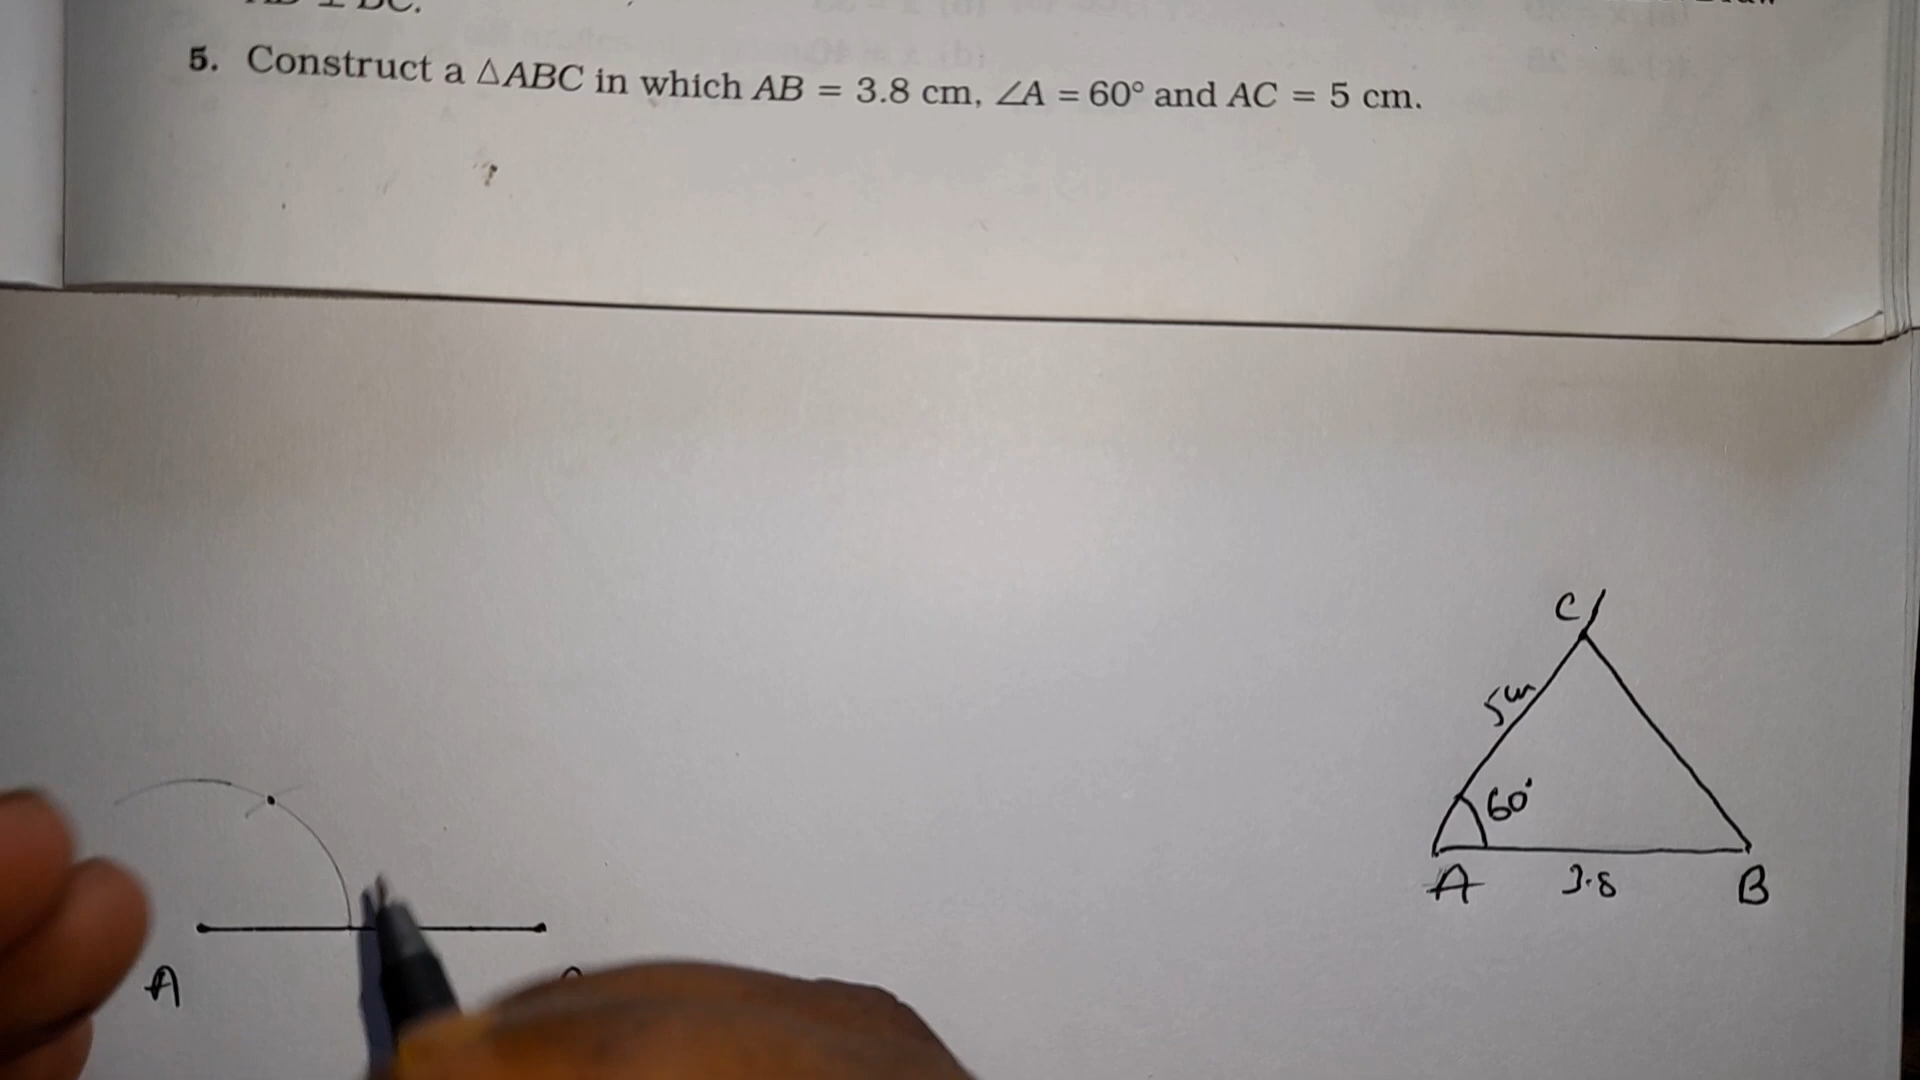 5. Construct a △ABC in which AB = 3.8 cm, ∠A = 60° and AC = 5 cm.
C
5cm
60°
A 3.8 B
A